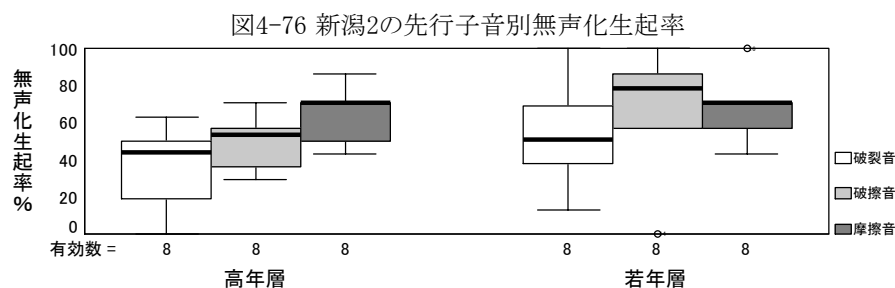 図4-76 新潟2の先行子音別無声化生起率
無声化生起率%
100
80
60
40
20
0
破裂音
破擦音
摩擦音
有効数 = 8 8 8 8 8 8
高年層 若年層